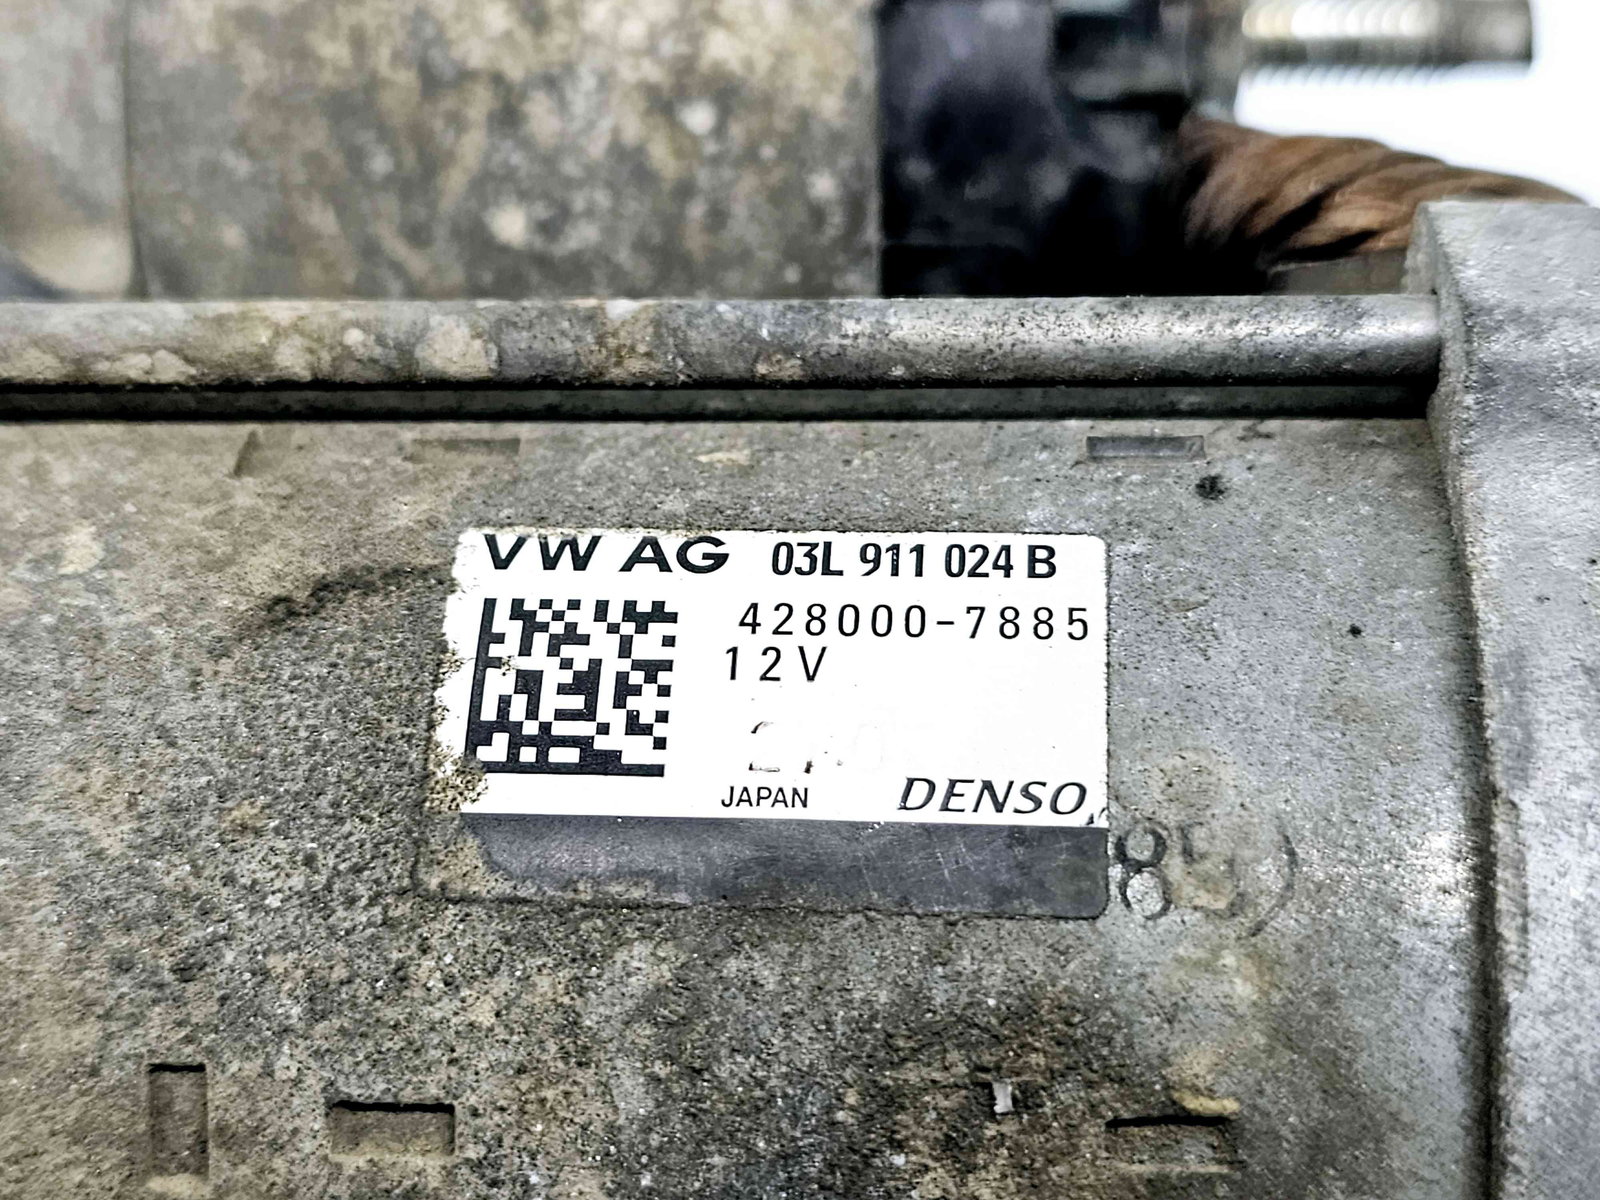 VW AG 03L 911 024 B
428000-7885
12V
JAPAN DENSO